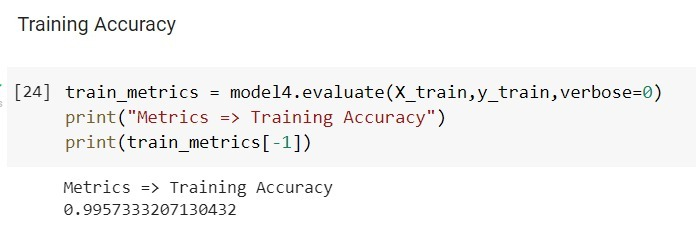 Training Accuracy
[24] train_metrics = model4.evaluate(X_train,y_train,verbose=0)
print("Metrics => Training Accuracy")
print(train_metrics[-1])
Metrics => Training Accuracy
0.9957333207130432